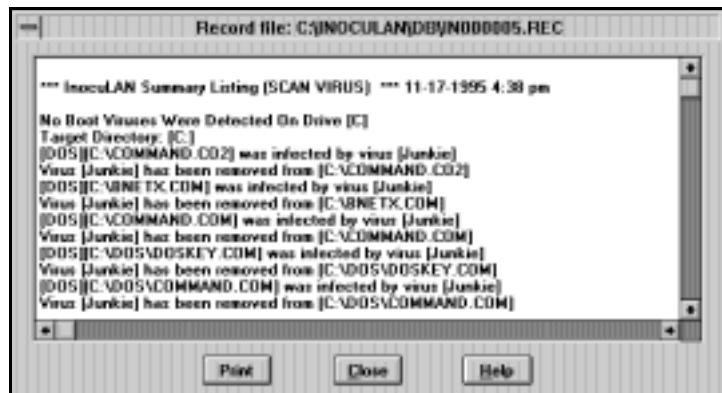 Record file: C:\INOCULAN\DB\IN000005.REC
*** InocuLAN Summary Listing (SCAN VIRUS) *** 11-17-1995 4:38 pm
No Boot Viruses Were Detected On Drive [C]
Target Directory: [C:]
[DOS][C:\COMMAND.CO2] was infected by virus [Junkie]
Virus [Junkie] has been removed from [C:\COMMAND.CO2]
[DOS][C:\8NETX.COM] was infected by virus [Junkie]
Virus [Junkie] has been removed from [C:\8NETX.COM]
[DOS][C:\COMMAND.COM] was infected by virus [Junkie]
Virus [Junkie] has been removed from [C:\COMMAND.COM]
[DOS][C:\DOS\DOSKEY.COM] was infected by virus [Junkie]
Virus [Junkie] has been removed from [C:\DOS\DOSKEY.COM]
[DOS][C:\DOS\COMMAND.COM] was infected by virus [Junkie]
Virus [Junkie] has been removed from [C:\DOS\COMMAND.COM]
Print Close Help